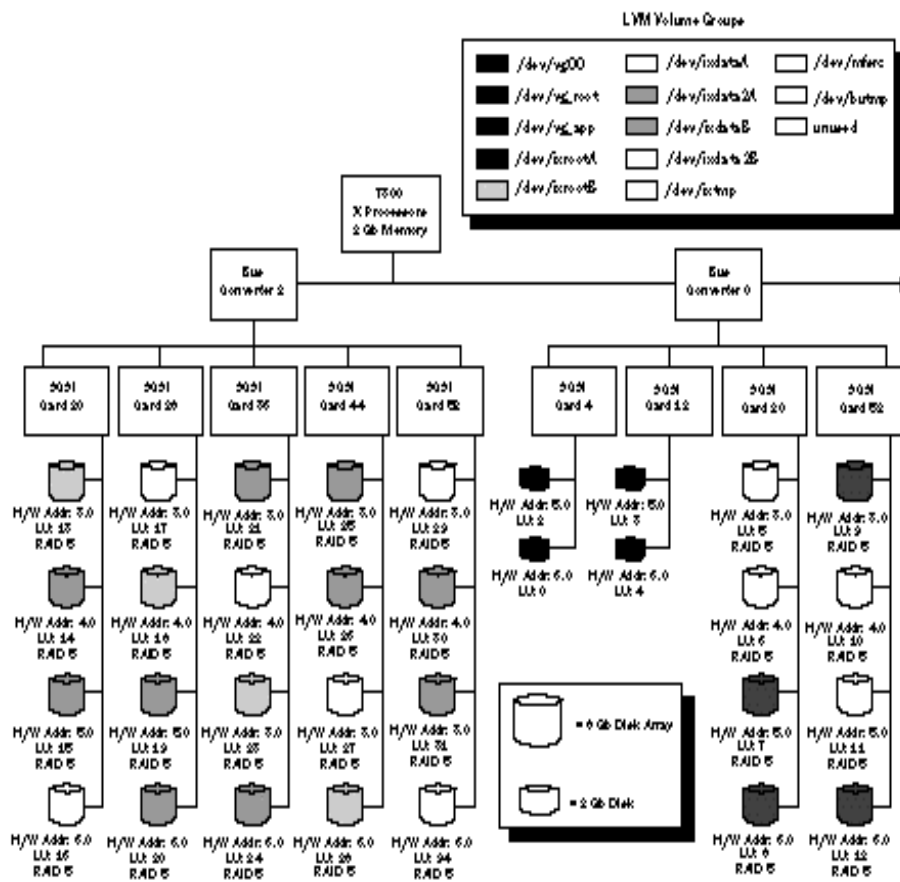 LVM Volume Groups
/dev/vg00
/dev/vg_root
/dev/vg_app
/dev/ixrootA
/dev/ixrootB
/dev/ixdataA
/dev/ixdata2A
/dev/ixdataB
/dev/ixdata2B
/dev/ixtmp
/dev/butmp
unused
T500
X Processors
2 Gb Memory
Bus
Converter 2
Bus
Converter 0
SCSI
Card 20
SCSI
Card 28
SCSI
Card 36
SCSI
Card 44
SCSI
Card 52
SCSI
Card 4
SCSI
Card 12
SCSI
Card 20
SCSI
Card 52
H/W Addr: 3.0
LU: 13
RAID 5
H/W Addr: 3.0
LU: 17
RAID 5
H/W Addr: 3.0
LU: 21
RAID 5
H/W Addr: 3.0
LU: 25
RAID 5
H/W Addr: 3.0
LU: 29
RAID 5
H/W Addr: 5.0
LU: 2
H/W Addr: 5.0
LU: 3
H/W Addr: 3.0
LU: 5
RAID 5
H/W Addr: 3.0
LU: 9
RAID 5
H/W Addr: 6.0
LU: 0
H/W Addr: 6.0
LU: 4
H/W Addr: 4.0
LU: 14
RAID 5
H/W Addr: 4.0
LU: 18
RAID 5
H/W Addr: 4.0
LU: 22
RAID 5
H/W Addr: 4.0
LU: 26
RAID 5
H/W Addr: 4.0
LU: 30
RAID 5
H/W Addr: 4.0
LU: 6
RAID 5
H/W Addr: 4.0
LU: 10
RAID 5
H/W Addr: 5.0
LU: 15
RAID 5
H/W Addr: 5.0
LU: 19
RAID 5
H/W Addr: 3.0
LU: 23
RAID 5
H/W Addr: 3.0
LU: 27
RAID 5
H/W Addr: 3.0
LU: 31
RAID 5
H/W Addr: 5.0
LU: 7
RAID 5
H/W Addr: 5.0
LU: 11
RAID 5
= 8 Gb Disk Array
= 2 Gb Disk
H/W Addr: 6.0
LU: 16
RAID 5
H/W Addr: 6.0
LU: 20
RAID 5
H/W Addr: 6.0
LU: 24
RAID 5
H/W Addr: 6.0
LU: 28
RAID 5
H/W Addr: 6.0
LU: 34
RAID 5
H/W Addr: 6.0
LU: 8
RAID 5
H/W Addr: 6.0
LU: 12
RAID 5